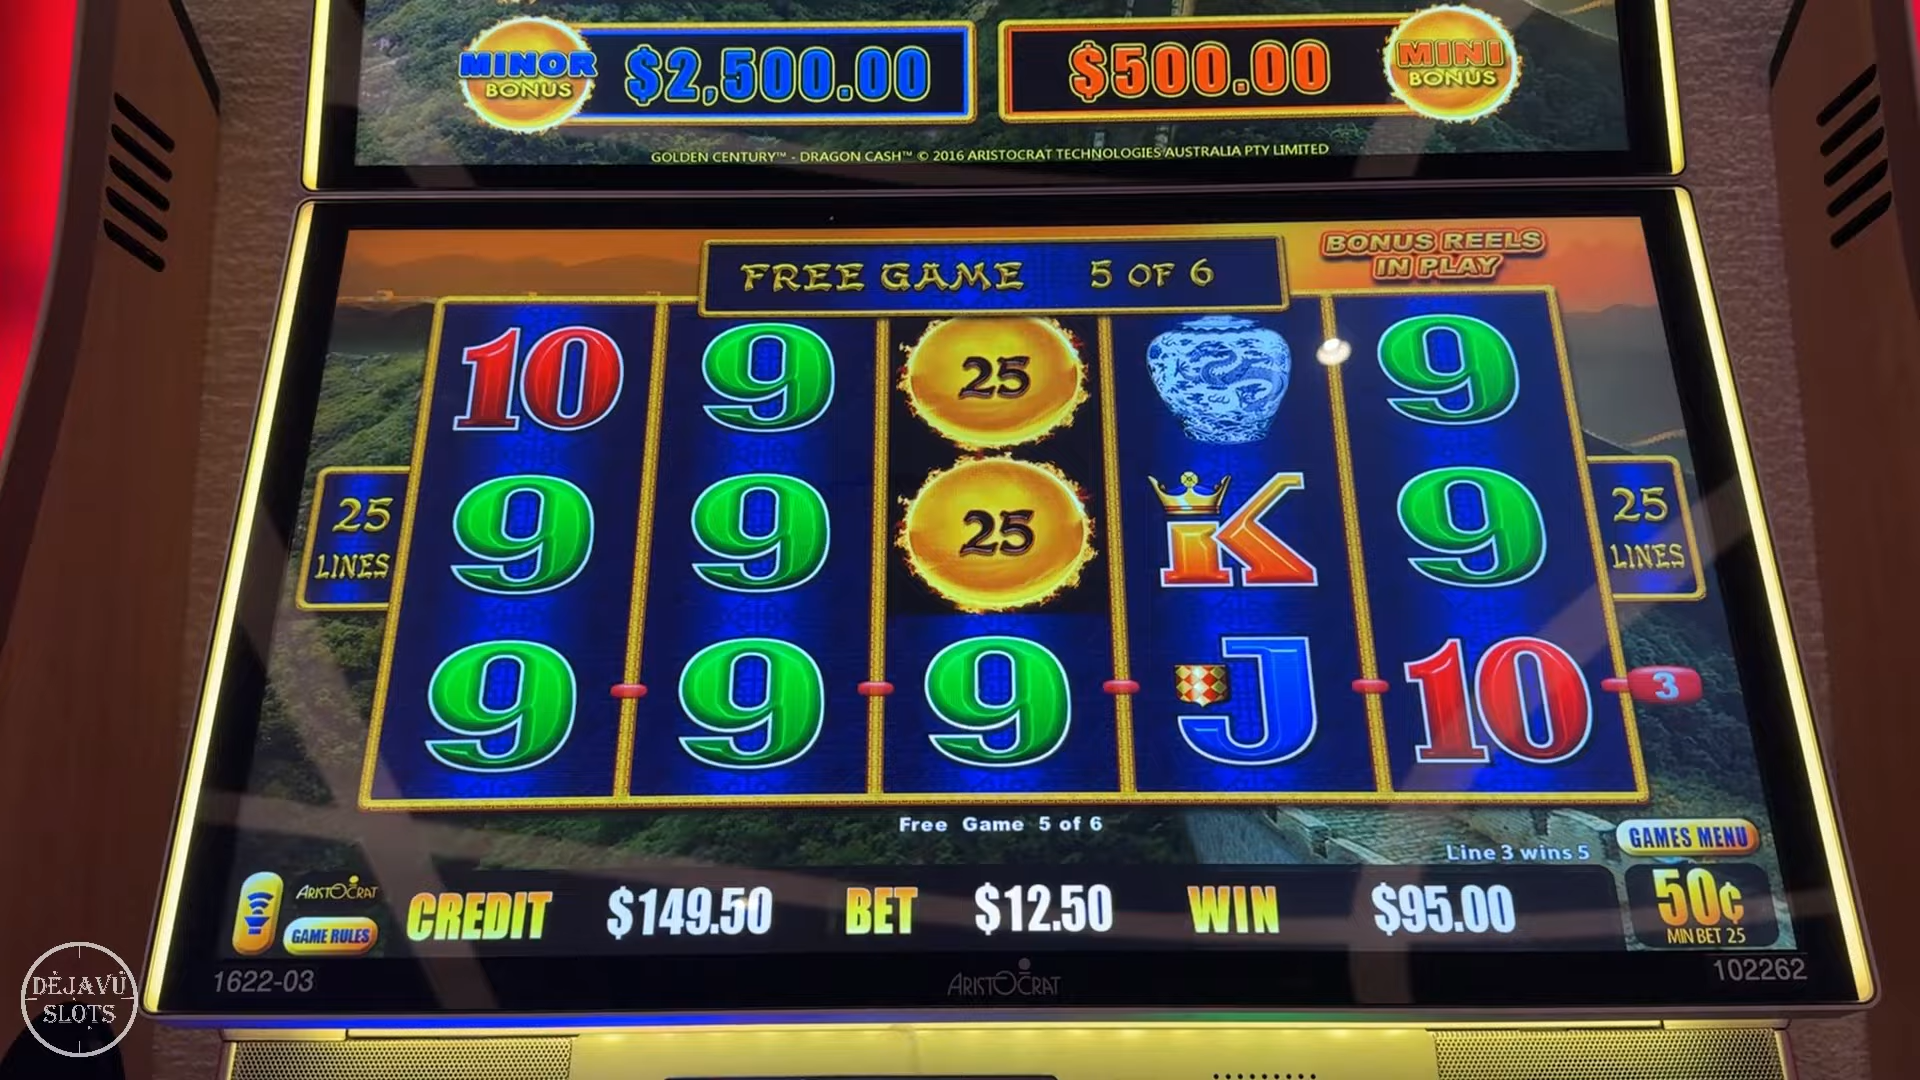 MINOR BONUS $2,500.00
$500.00 MINI BONUS
GOLDEN CENTURY™ - DRAGON CASH™ © 2016 ARISTOCRAT TECHNOLOGIES AUSTRALIA PTY LIMITED
FREE GAME 5 OF 6
BONUS REELS
IN PLAY
10 9 25 9
25 LINES
9 9 25 K 9
25 LINES
9 9 9 J 10
3
Free Game 5 of 6
Line 3 wins 5
GAMES MENU
ARISTOCRAT
GAME RULES
CREDIT $149.50 BET $12.50 WIN $95.00
50¢
MIN BET 25
1622-03
ARISTOCRAT
102262
DÉJÀVU
SLOTS